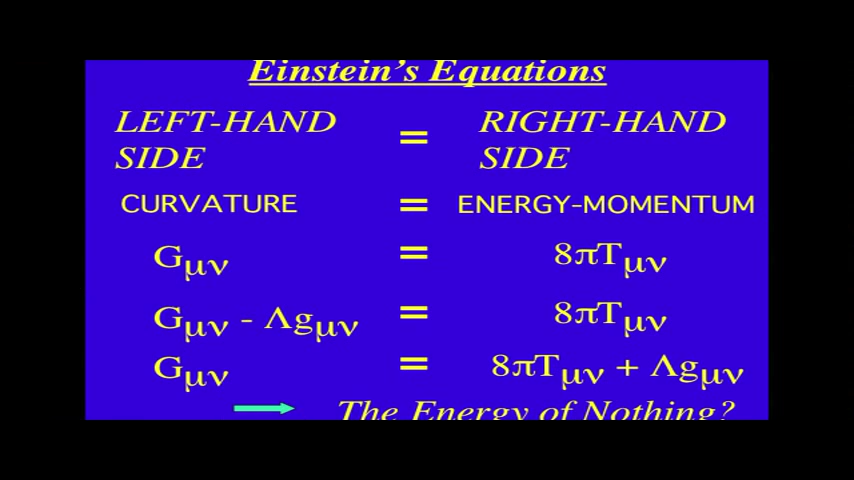 Einstein's Equations
LEFT-HAND SIDE = RIGHT-HAND SIDE
CURVATURE = ENERGY-MOMENTUM
Gμν = 8πTμν
Gμν - Λgμν = 8πTμν
Gμν = 8πTμν + Λgμν
The Energy of Nothing?